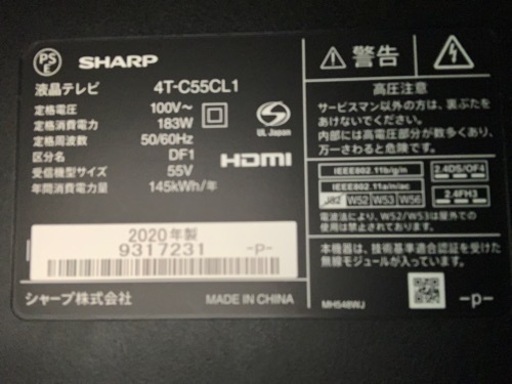 PSE
SHARP
液晶テレビ 4T-C55CL1
定格電圧 100V~
定格消費電力 183W
定格周波数 50/60Hz
区分名 DF1
受信機型サイズ 55V
年間消費電力量 145kWh/年
UL Japan
HDMI
2020年製
9317231 -P-
シャープ株式会社 MADE IN CHINA
警告
高圧注意
サービスマン以外の方は、裏ぶたを
あけないでください。
内部には高電圧部分が数多くあり、
万一さわると危険です。
IEEE802.11b/g/n
IEEE802.11a/n/ac
J52 W52 W53 W56
2.4DS/OF4
2.4FH3
電波法により、W52/W53は屋外での
使用が禁じられています。
本機器は、技術基準適合認証を受けた
無線モジュールが入っています。
MH548WJ -P-